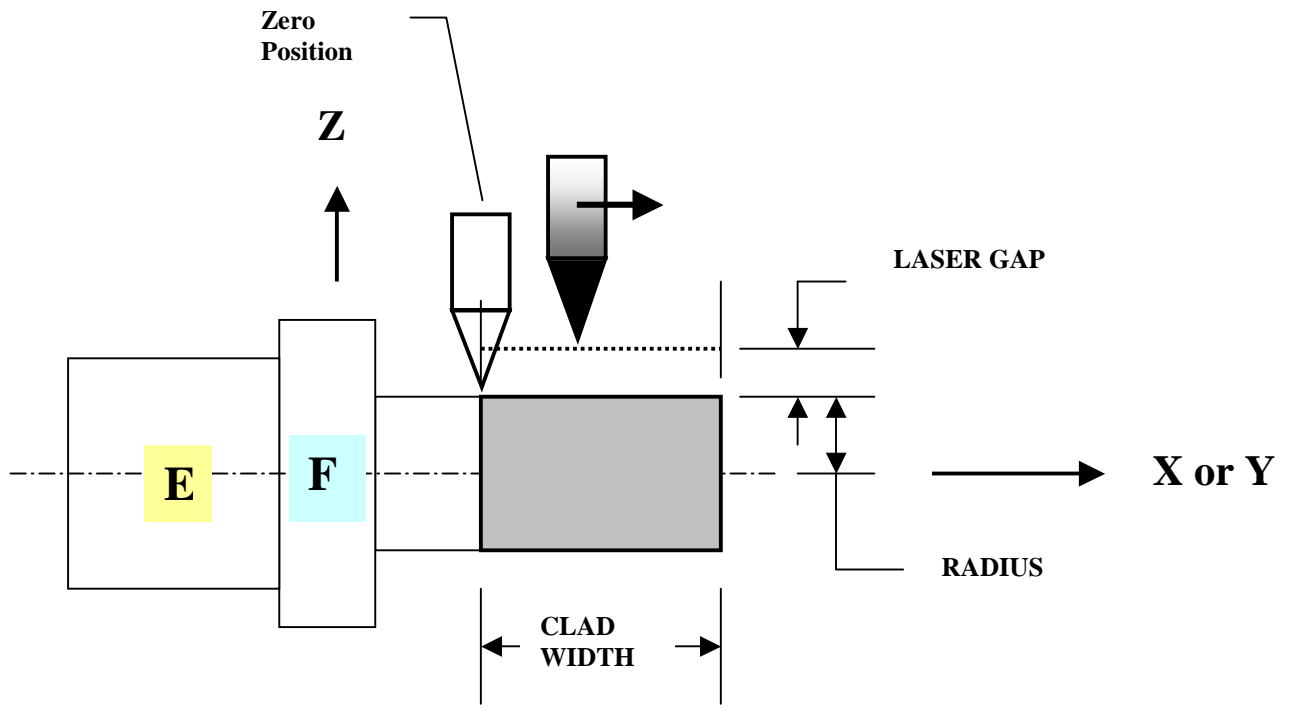 Zero
Position
Z
LASER GAP
E
F
X or Y
RADIUS
CLAD
WIDTH